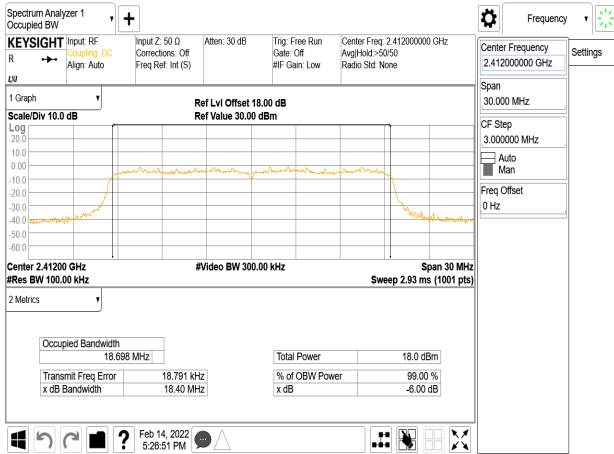 Spectrum Analyzer 1
Occupied BW
Frequency
KEYSIGHT
R
Input: RF
Coupling: DC
Align: Auto
Input Z: 50 Ω
Corrections: Off
Freq Ref: Int (S)
Atten: 30 dB
Trig: Free Run
Gate: Off
#IF Gain: Low
Center Freq: 2.412000000 GHz
Avg|Hold:>50/50
Radio Std: None
Center Frequency
2.412000000 GHz
Settings
Span
30.000 MHz
CF Step
3.000000 MHz
Auto
Man
Freq Offset
0 Hz
1 Graph
Scale/Div 10.0 dB
Ref Lvl Offset 18.00 dB
Ref Value 30.00 dBm
Log
20.0
10.0
0.00
-10.0
-20.0
-30.0
-40.0
-50.0
-60.0
Center 2.41200 GHz
#Res BW 100.00 kHz
#Video BW 300.00 kHz
Span 30 MHz
Sweep 2.93 ms (1001 pts)
2 Metrics
Occupied Bandwidth
18.698 MHz
Transmit Freq Error 18.791 kHz
x dB Bandwidth 18.40 MHz
Total Power 18.0 dBm
% of OBW Power 99.00 %
x dB -6.00 dB
?
Feb 14, 2022
5:26:51 PM